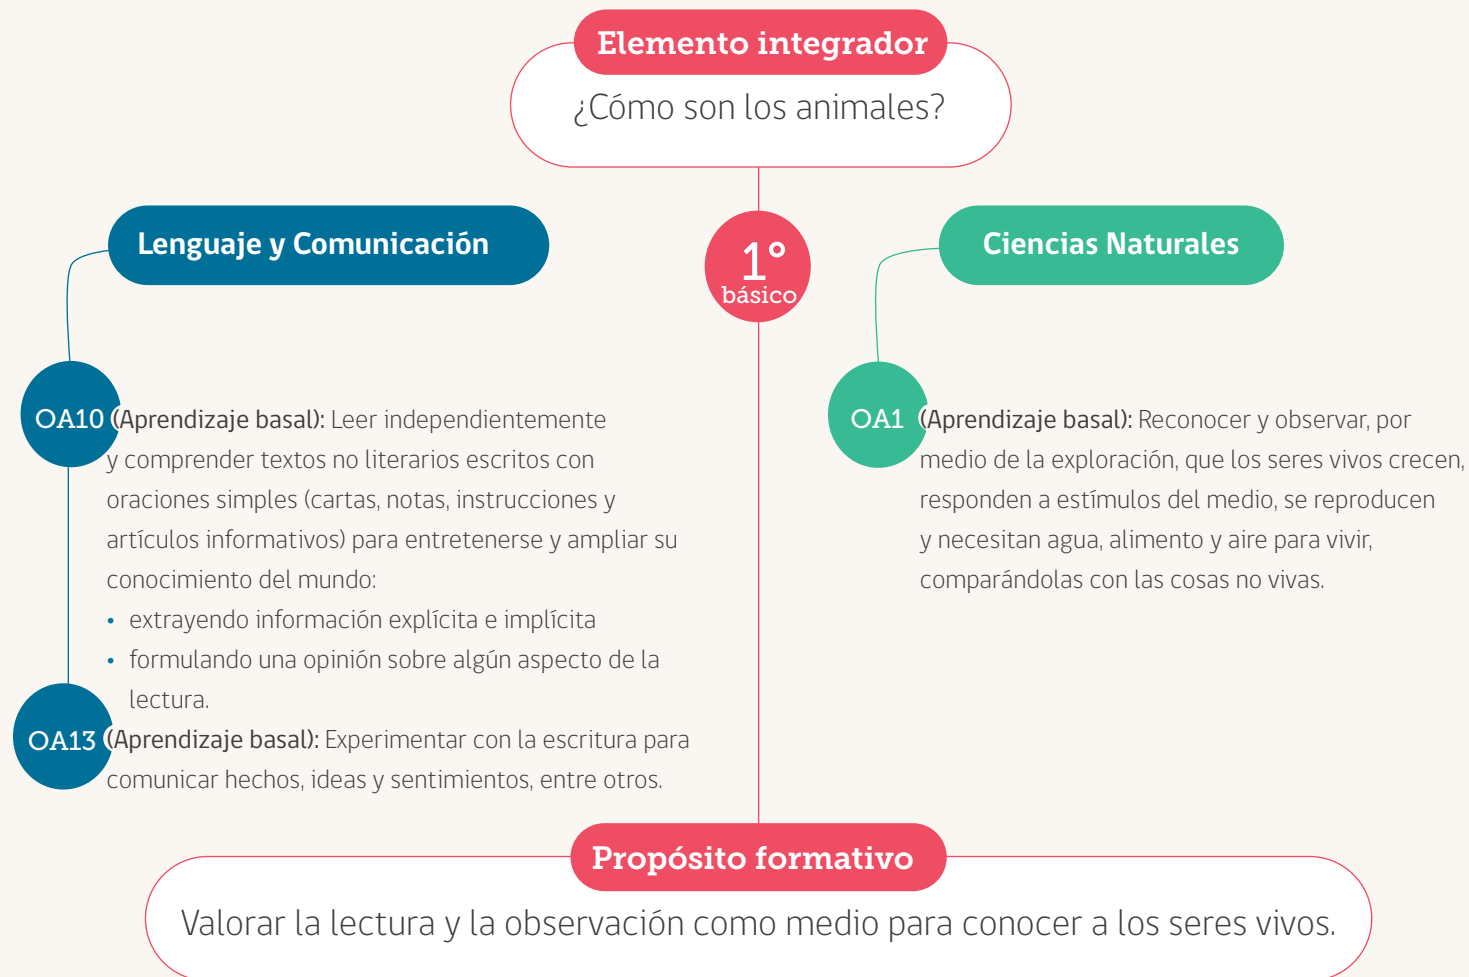 Elemento integrador
¿Cómo son los animales?
Lenguaje y Comunicación
1°
básico
Ciencias Naturales
OA10 (Aprendizaje basal): Leer independientemente
y comprender textos no literarios escritos con
oraciones simples (cartas, notas, instrucciones y
artículos informativos) para entretenerse y ampliar su
conocimiento del mundo:
• extrayendo información explícita e implícita
• formulando una opinión sobre algún aspecto de la
lectura.
OA13 (Aprendizaje basal): Experimentar con la escritura para
comunicar hechos, ideas y sentimientos, entre otros.
OA1 (Aprendizaje basal): Reconocer y observar, por
medio de la exploración, que los seres vivos crecen,
responden a estímulos del medio, se reproducen
y necesitan agua, alimento y aire para vivir,
comparándolas con las cosas no vivas.
Propósito formativo
Valorar la lectura y la observación como medio para conocer a los seres vivos.